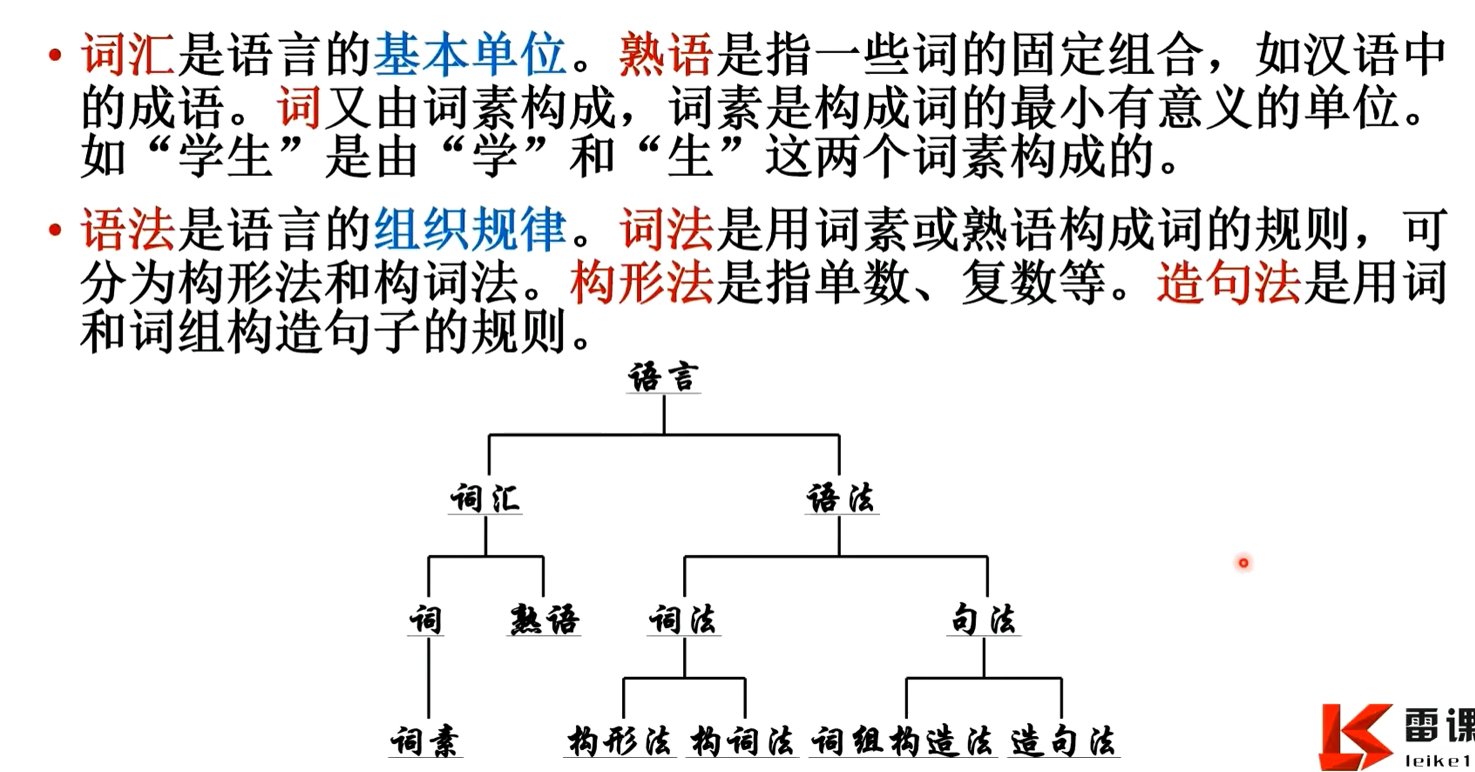 • 词汇是语言的基本单位。熟语是指一些词的固定组合，如汉语中
的成语。词又由词素构成，词素是构成词的最小有意义的单位。
如“学生”是由“学”和“生”这两个词素构成的。
• 语法是语言的组织规律。词法是用词素或熟语构成词的规则，可
分为构形法和构词法。构形法是指单数、复数等。造句法是用词
和词组构造句子的规则。
语言
词汇 语法
词 熟语 词法 句法
词素 构形法 构词法 词组构造法 造句法
雷课
leike1